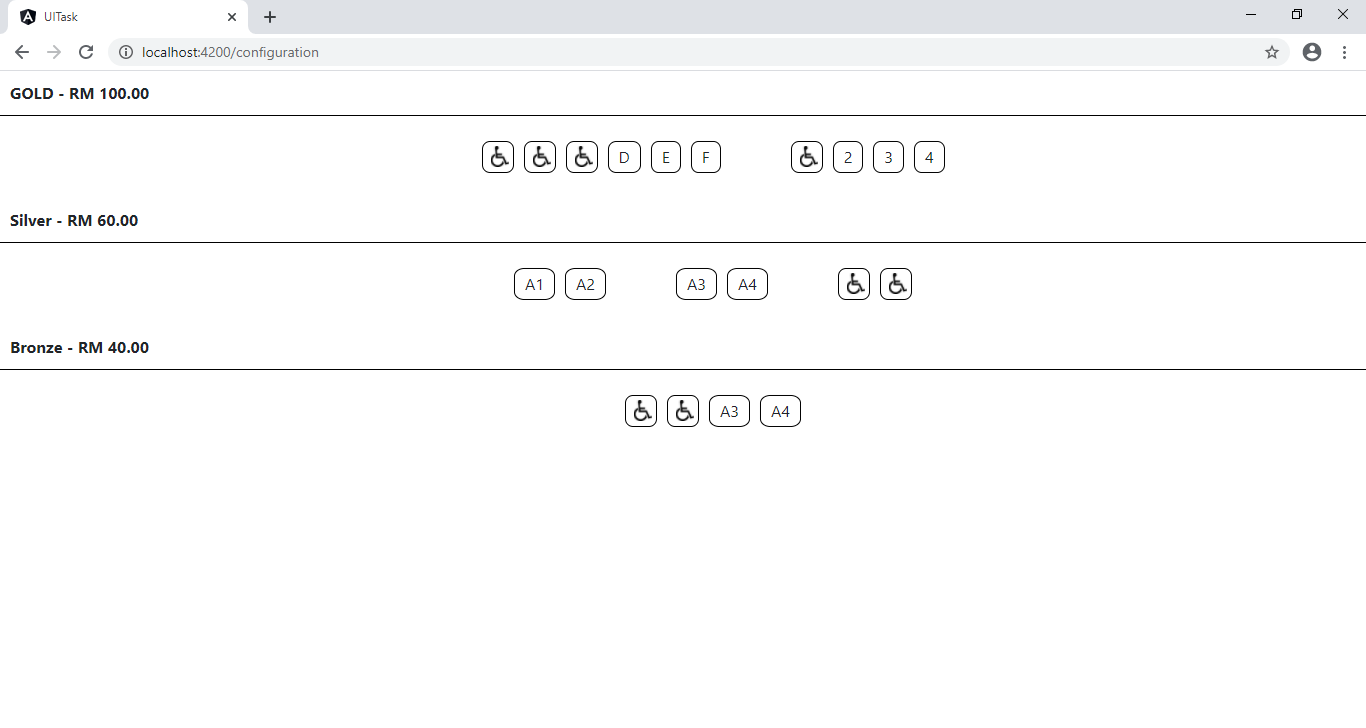 UITask
localhost:4200/configuration
GOLD - RM 100.00
D E F 2 3 4
Silver - RM 60.00
A1 A2 A3 A4
Bronze - RM 40.00
A3 A4